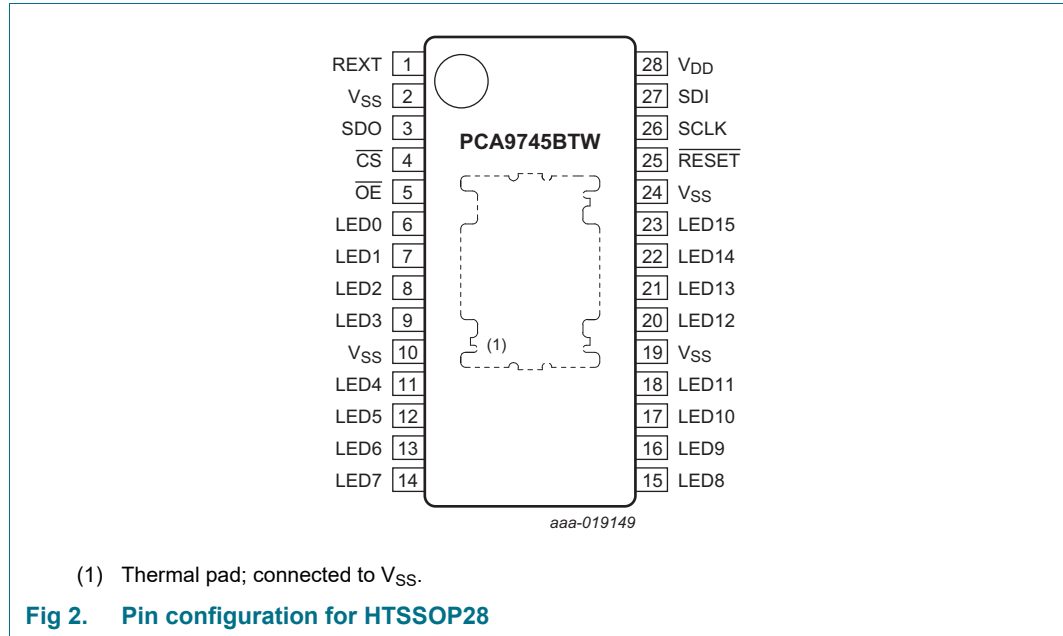 REXT 1 28 VDD
VSS 2 27 SDI
SDO 3 26 SCLK
PCA9745BTW
CS 4 25 RESET
OE 5 24 VSS
LED0 6 23 LED15
LED1 7 22 LED14
LED2 8 21 LED13
LED3 9 20 LED12
VSS 10 (1) 19 VSS
LED4 11 18 LED11
LED5 12 17 LED10
LED6 13 16 LED9
LED7 14 15 LED8
aaa-019149
(1) Thermal pad; connected to VSS.
Fig 2. Pin configuration for HTSSOP28